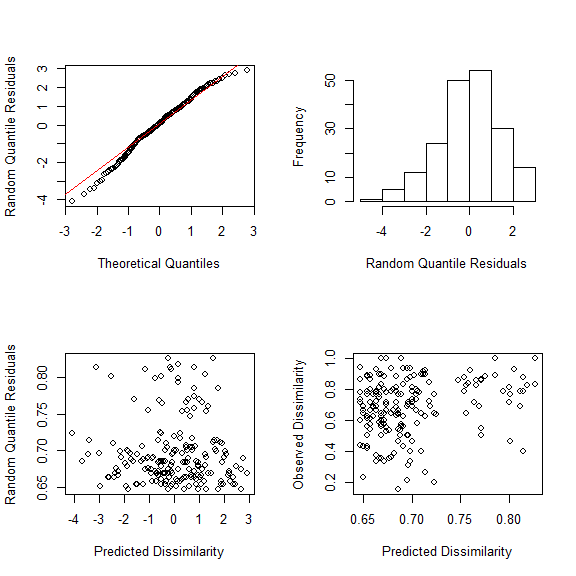 Random Quantile Residuals
-4 -2 0 1 2 3
-3 -2 -1 0 1 2 3
Theoretical Quantiles
Frequency
0 10 30 50
-4 -2 0 2
Random Quantile Residuals
Random Quantile Residuals
0.65 0.70 0.75 0.80
-4 -3 -2 -1 0 1 2 3
Predicted Dissimilarity
Observed Dissimilarity
0.2 0.4 0.6 0.8 1.0
0.65 0.70 0.75 0.80
Predicted Dissimilarity